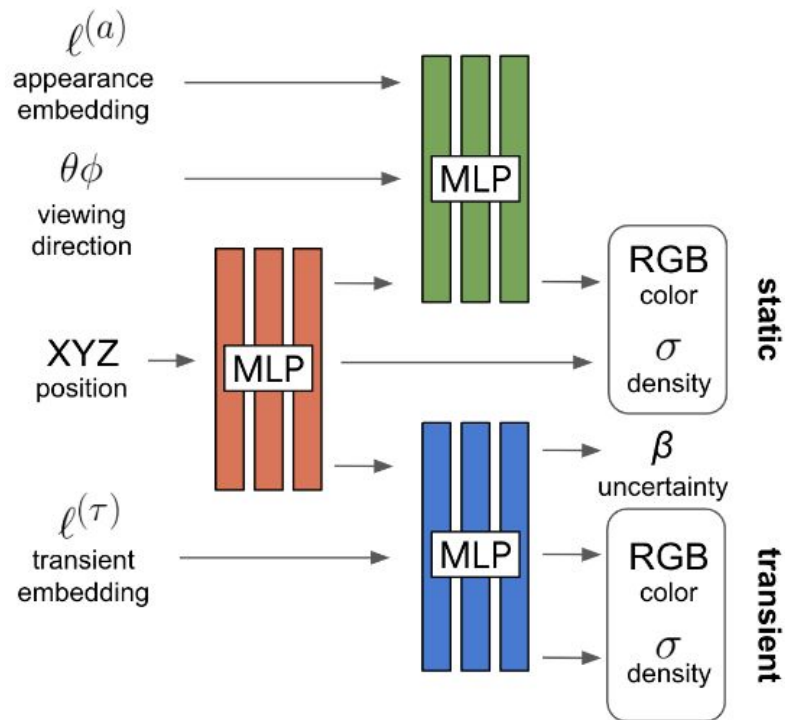 ℓ(a)
appearance
embedding
θϕ
viewing
direction
MLP
XYZ
position
MLP
RGB
color
σ
density
static
β
uncertainty
ℓ(τ)
transient
embedding
MLP
RGB
color
σ
density
transient